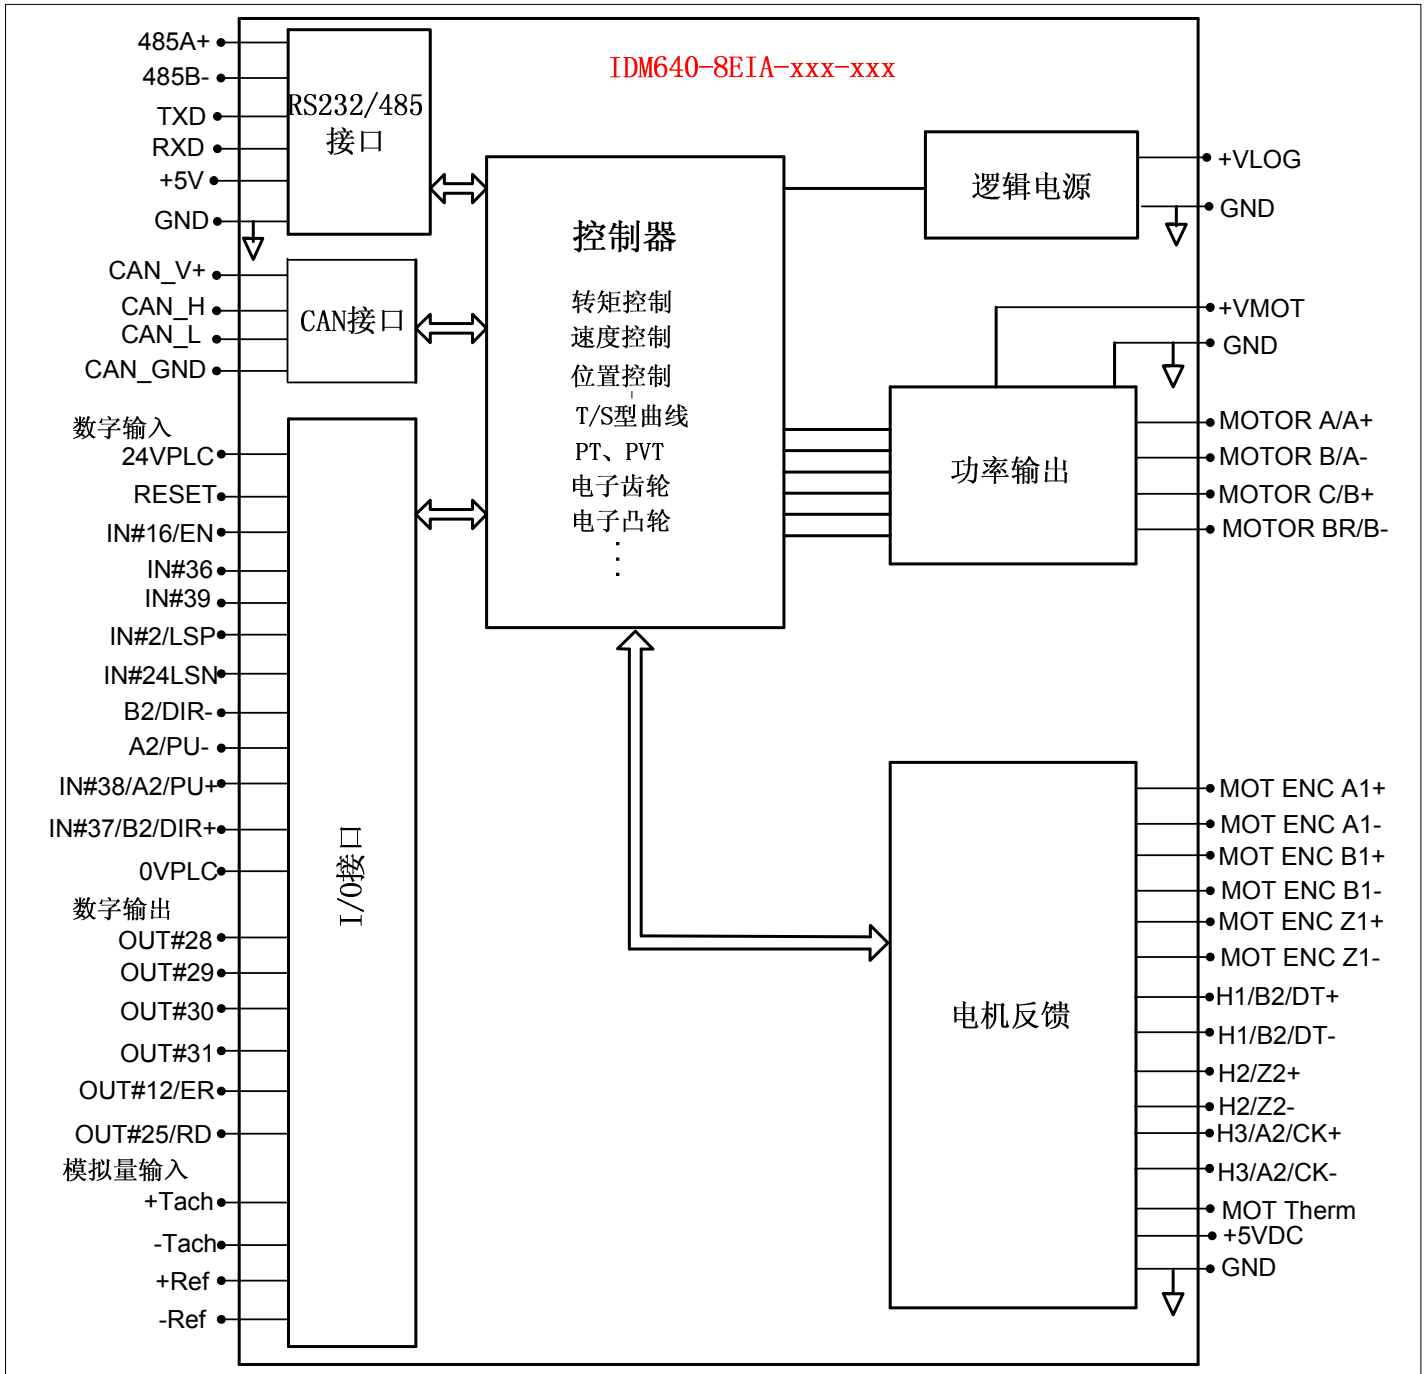 IDM640-8EIA-xxx-xxx
485A+
485B-
TXD
RXD
+5V
GND
RS232/485
接口
CAN_V+
CAN_H
CAN_L
CAN_GND
CAN接口
数字输入
24VPLC
RESET
IN#16/EN
IN#36
IN#39
IN#2/LSP
IN#24LSN
B2/DIR-
A2/PU-
IN#38/A2/PU+
IN#37/B2/DIR+
0VPLC
数字输出
OUT#28
OUT#29
OUT#30
OUT#31
OUT#12/ER
OUT#25/RD
模拟量输入
+Tach
-Tach
+Ref
-Ref
I/O接口
控制器
转矩控制
速度控制
位置控制
T/S型曲线
PT、PVT
电子齿轮
电子凸轮
逻辑电源
+VLOG
GND
+VMOT
GND
功率输出
MOTOR A/A+
MOTOR B/A-
MOTOR C/B+
MOTOR BR/B-
电机反馈
MOT ENC A1+
MOT ENC A1-
MOT ENC B1+
MOT ENC B1-
MOT ENC Z1+
MOT ENC Z1-
H1/B2/DT+
H1/B2/DT-
H2/Z2+
H2/Z2-
H3/A2/CK+
H3/A2/CK-
MOT Therm
+5VDC
GND